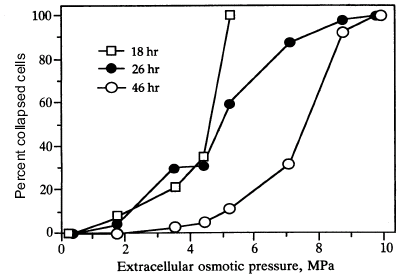 100
80
60
40
20
0
Percent collapsed cells
18 hr
26 hr
46 hr
0 2 4 6 8 10
Extracellular osmotic pressure, MPa